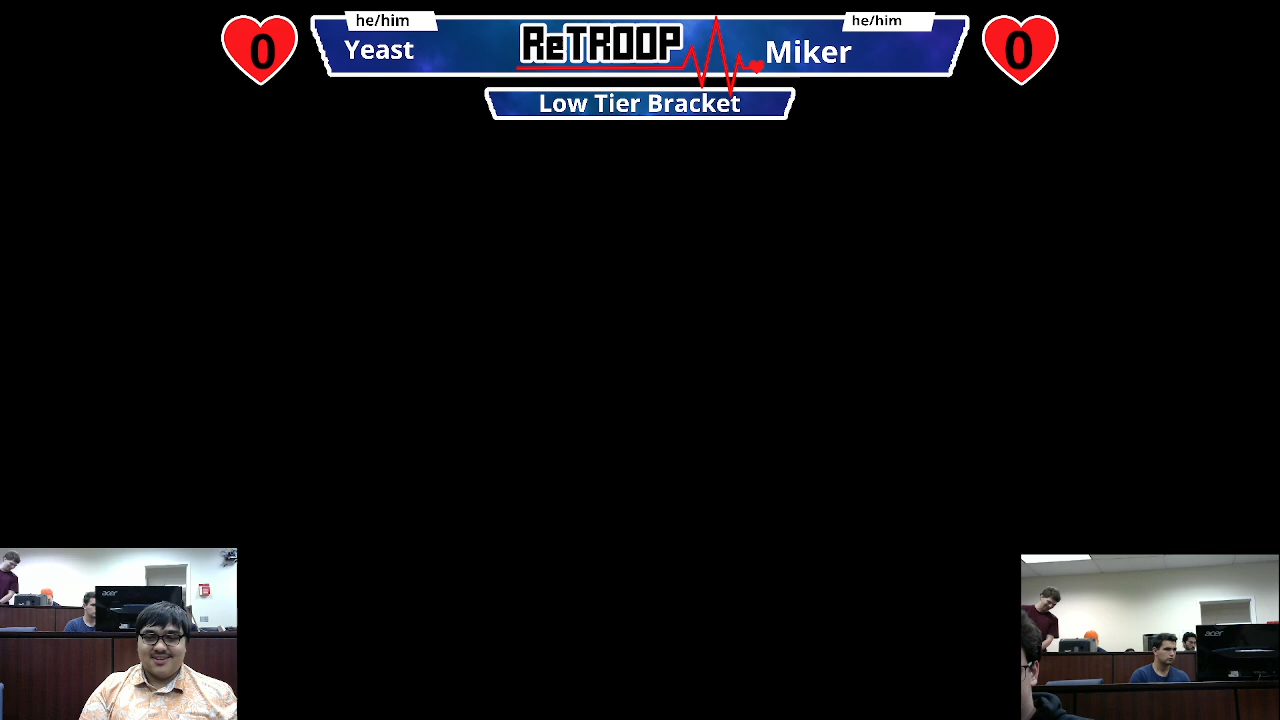 he/him
he/him
0
Yeast
ReTROOP
Miker
0
Low Tier Bracket
acer
acer